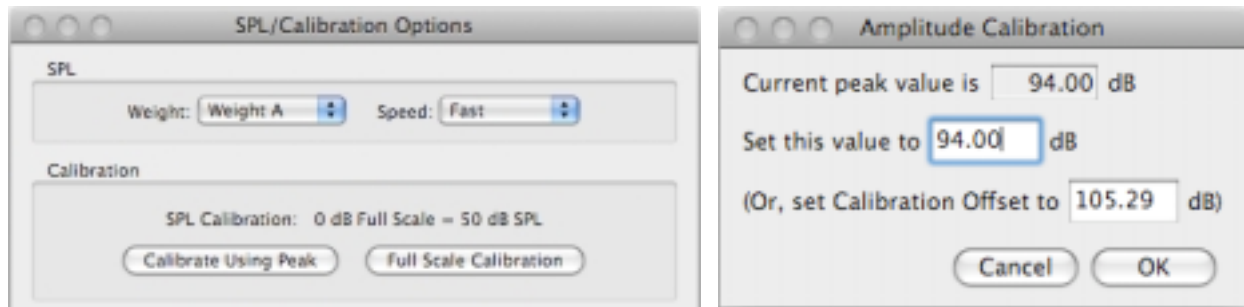 SPL/Calibration Options
SPL
Weight: Weight A Speed: Fast
Calibration
SPL Calibration: 0 dB Full Scale = 50 dB SPL
Calibrate Using Peak Full Scale Calibration
Amplitude Calibration
Current peak value is 94.00 dB
Set this value to 94.00 dB
(Or, set Calibration Offset to 105.29 dB)
Cancel OK